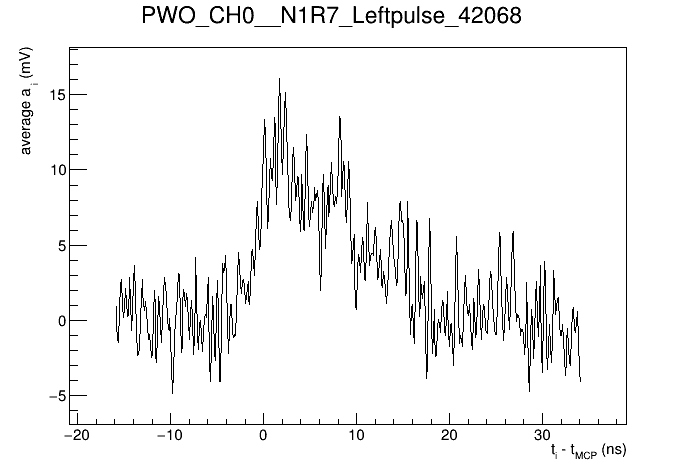 PWO_CH0__N1R7_Leftpulse_42068
average a_i (mV)
15
10
5
0
−5
−20 −10 0 10 20 30
t_i - t_MCP (ns)